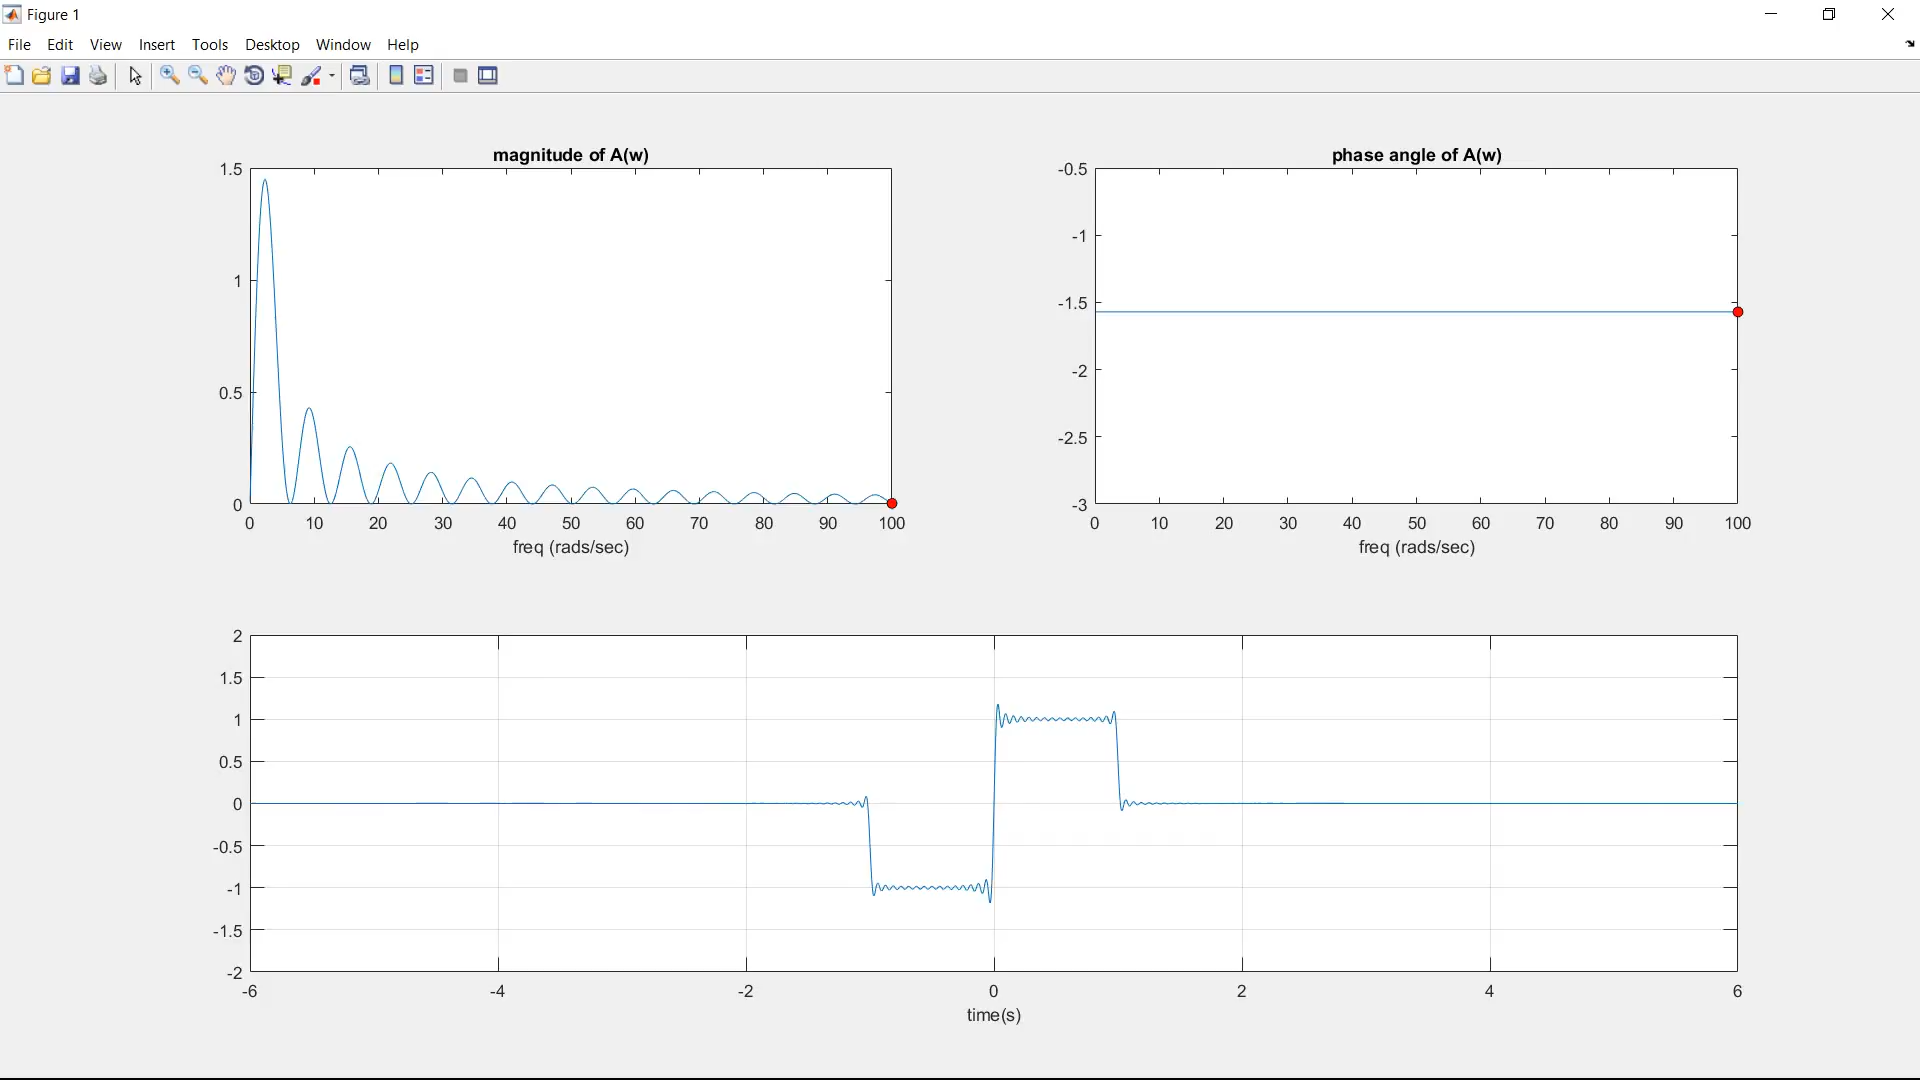 Figure 1
File Edit View Insert Tools Desktop Window Help
magnitude of A(w)
1.5
1
0.5
0
0 10 20 30 40 50 60 70 80 90 100
freq (rads/sec)
phase angle of A(w)
-0.5
-1
-1.5
-2
-2.5
-3
0 10 20 30 40 50 60 70 80 90 100
freq (rads/sec)
2
1.5
1
0.5
0
-0.5
-1
-1.5
-2
-6 -4 -2 0 2 4 6
time(s)